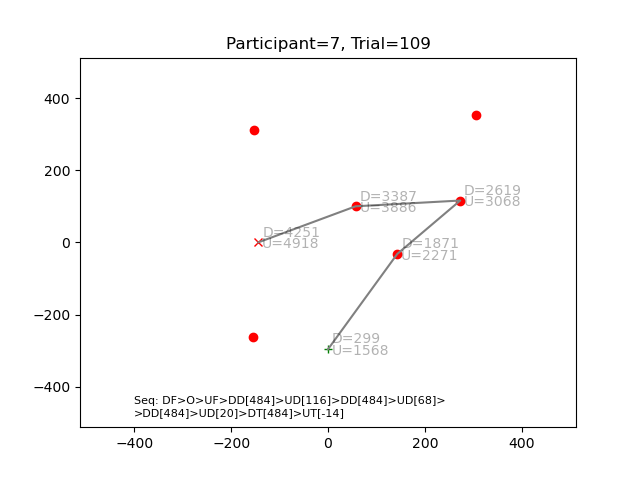 Participant=7, Trial=109
400
200
0
−200
−400
D=2619
U=3068
D=3387
U=3886
D=4251
U=4918
D=1871
U=2271
D=299
U=1568
Seq: DF>O>UF>DD[484]>UD[116]>DD[484]>UD[68]>
>DD[484]>UD[20]>DT[484]>UT[-14]
−400
−200
0
200
400